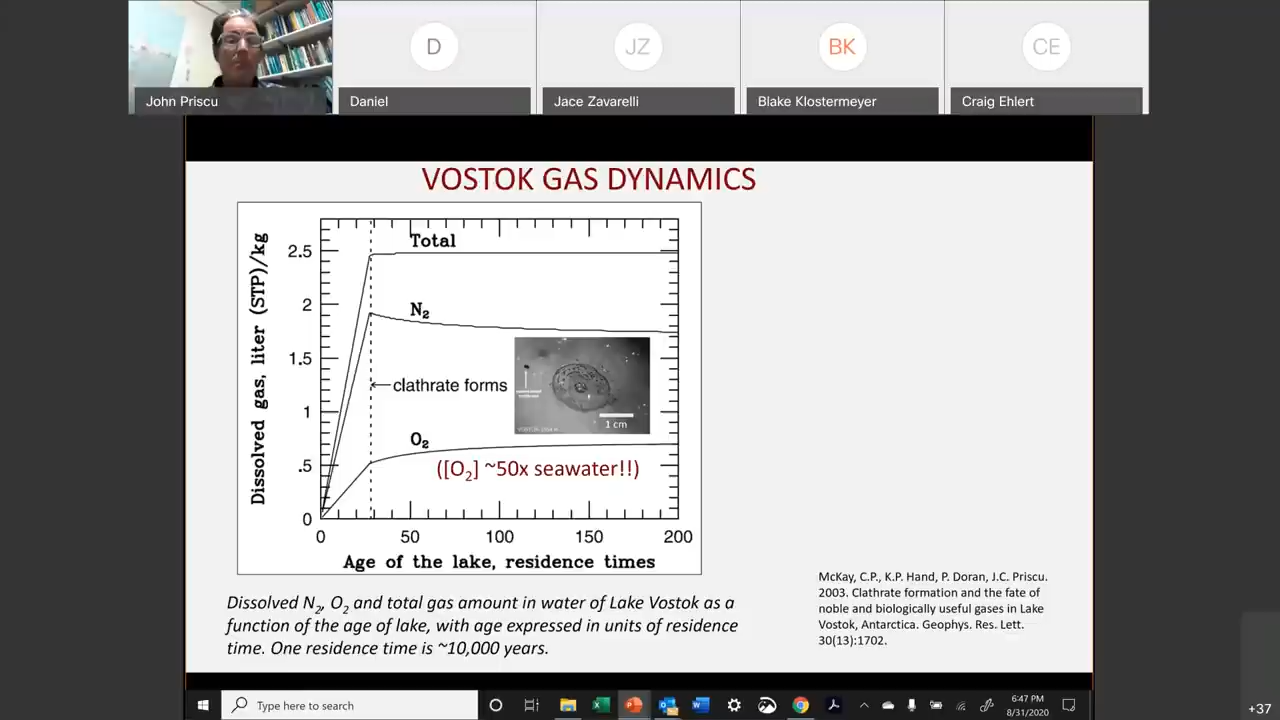 D
JZ
BK
CE
John Priscu
Daniel
Jace Zavarelli
Blake Klostermeyer
Craig Ehlert
VOSTOK GAS DYNAMICS
Dissolved gas, liter (STP)/kg
2.5
2
1.5
1
.5
0
Total
N₂
clathrate forms
1 cm
O₂
([O₂] ~50x seawater!!)
0 50 100 150 200
Age of the lake, residence times
Dissolved N₂, O₂ and total gas amount in water of Lake Vostok as a
function of the age of lake, with age expressed in units of residence
time. One residence time is ~10,000 years.
McKay, C.P., K.P. Hand, P. Doran, J.C. Priscu.
2003. Clathrate formation and the fate of
noble and biologically useful gases in Lake
Vostok, Antarctica. Geophys. Res. Lett.
30(13):1702.
Type here to search
6:47 PM
8/31/2020
+37